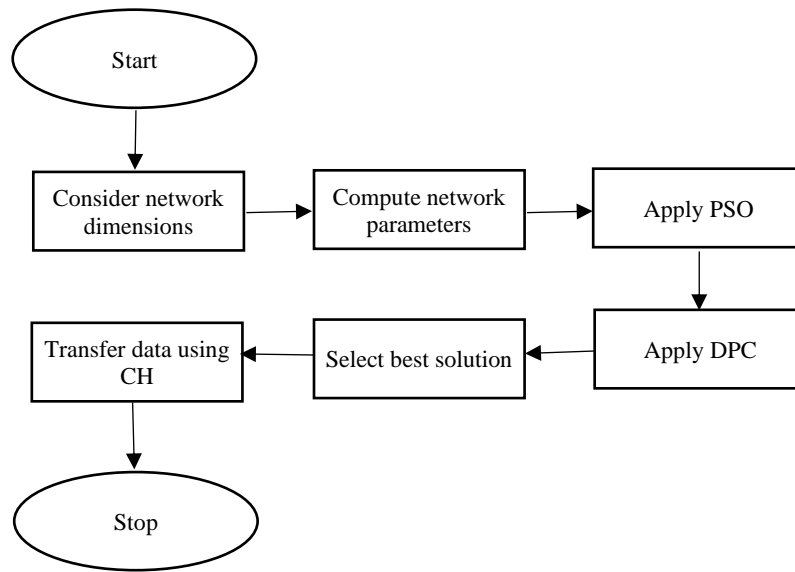 Start
Consider network
dimensions
Compute network
parameters
Apply PSO
Apply DPC
Select best solution
Transfer data using
CH
Stop